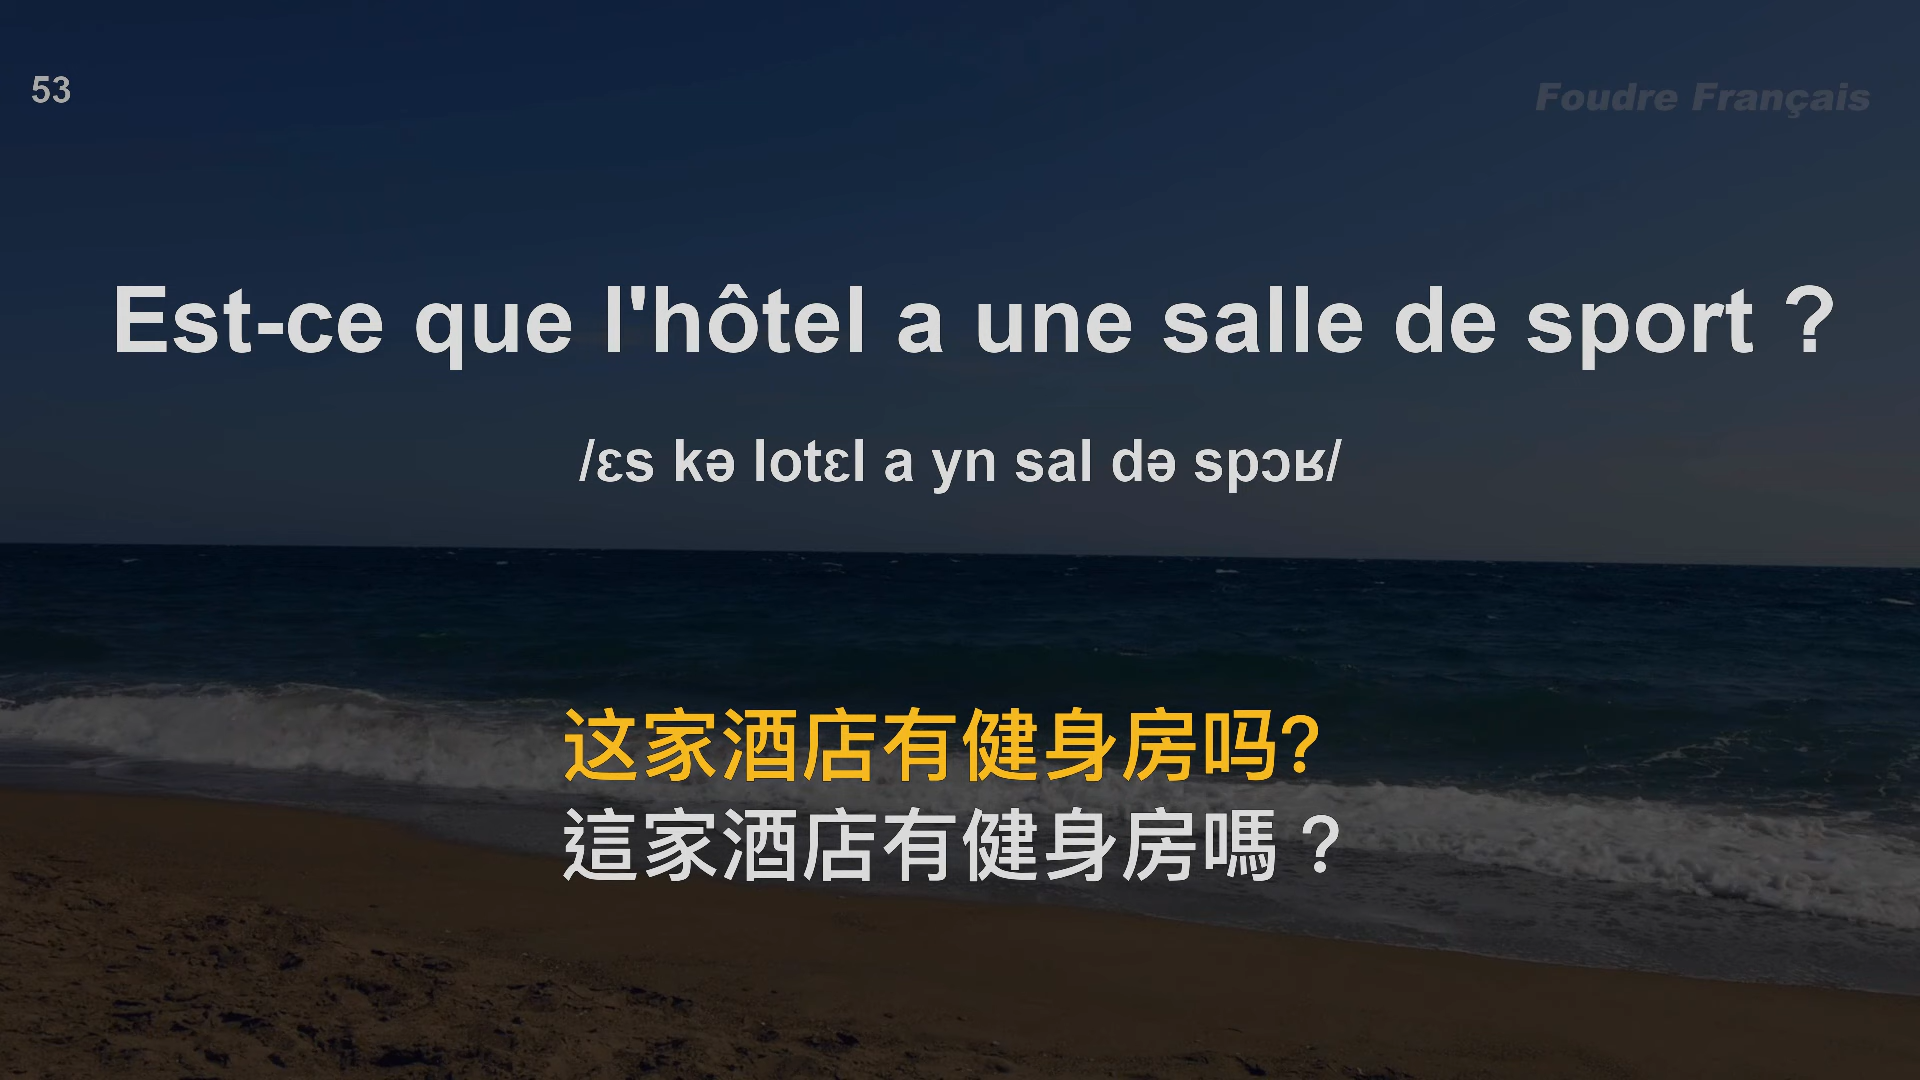 53
Foudre Français
Est-ce que l'hôtel a une salle de sport ?
/ɛs kə lotɛl a yn sal də spɔʁ/
这家酒店有健身房吗?
這家酒店有健身房嗎？